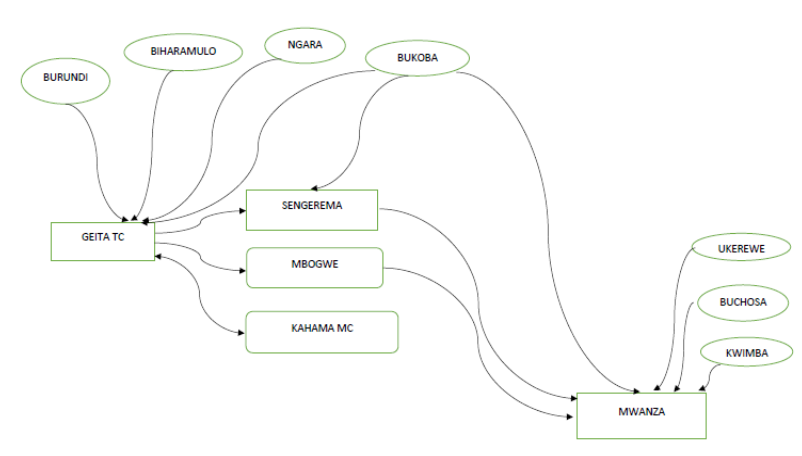 BURUNDI
BIHARAMULO
NGARA
BUKOBA
GEITA TC
SENGEREMA
MBOGWE
KAHAMA MC
UKEREWE
BUCHOSA
KWIMBA
MWANZA